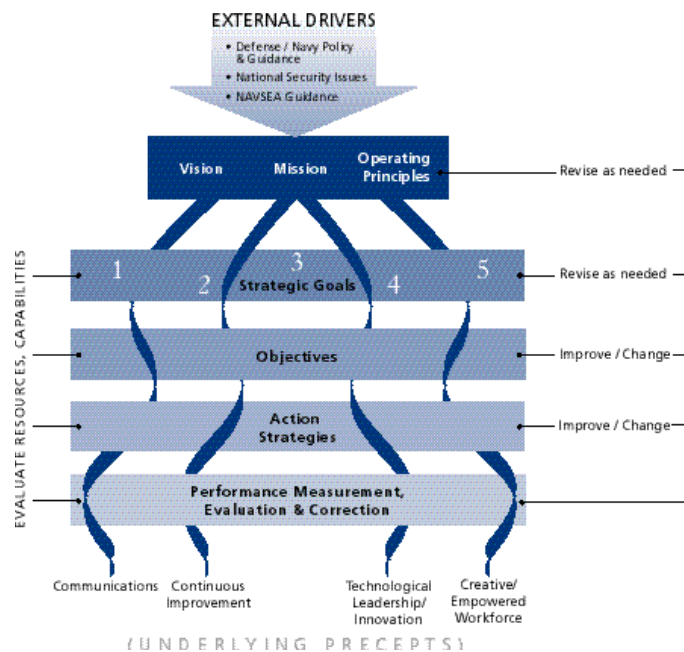 EXTERNAL DRIVERS
• Defense / Navy Policy
& Guidance
• National Security Issues
• NAVSEA Guidance
Vision
Mission
Operating
Principles
Revise as needed
1
2
3
4
5
Strategic Goals
Revise as needed
Objectives
Improve / Change
Action
Strategies
Improve / Change
Performance Measurement,
Evaluation & Correction
EVALUATE RESOURCES, CAPABILITIES
Communications
Continuous
Improvement
Technological
Leadership/
Innovation
Creative/
Empowered
Workforce
(UNDERLYING PRECEPTS)